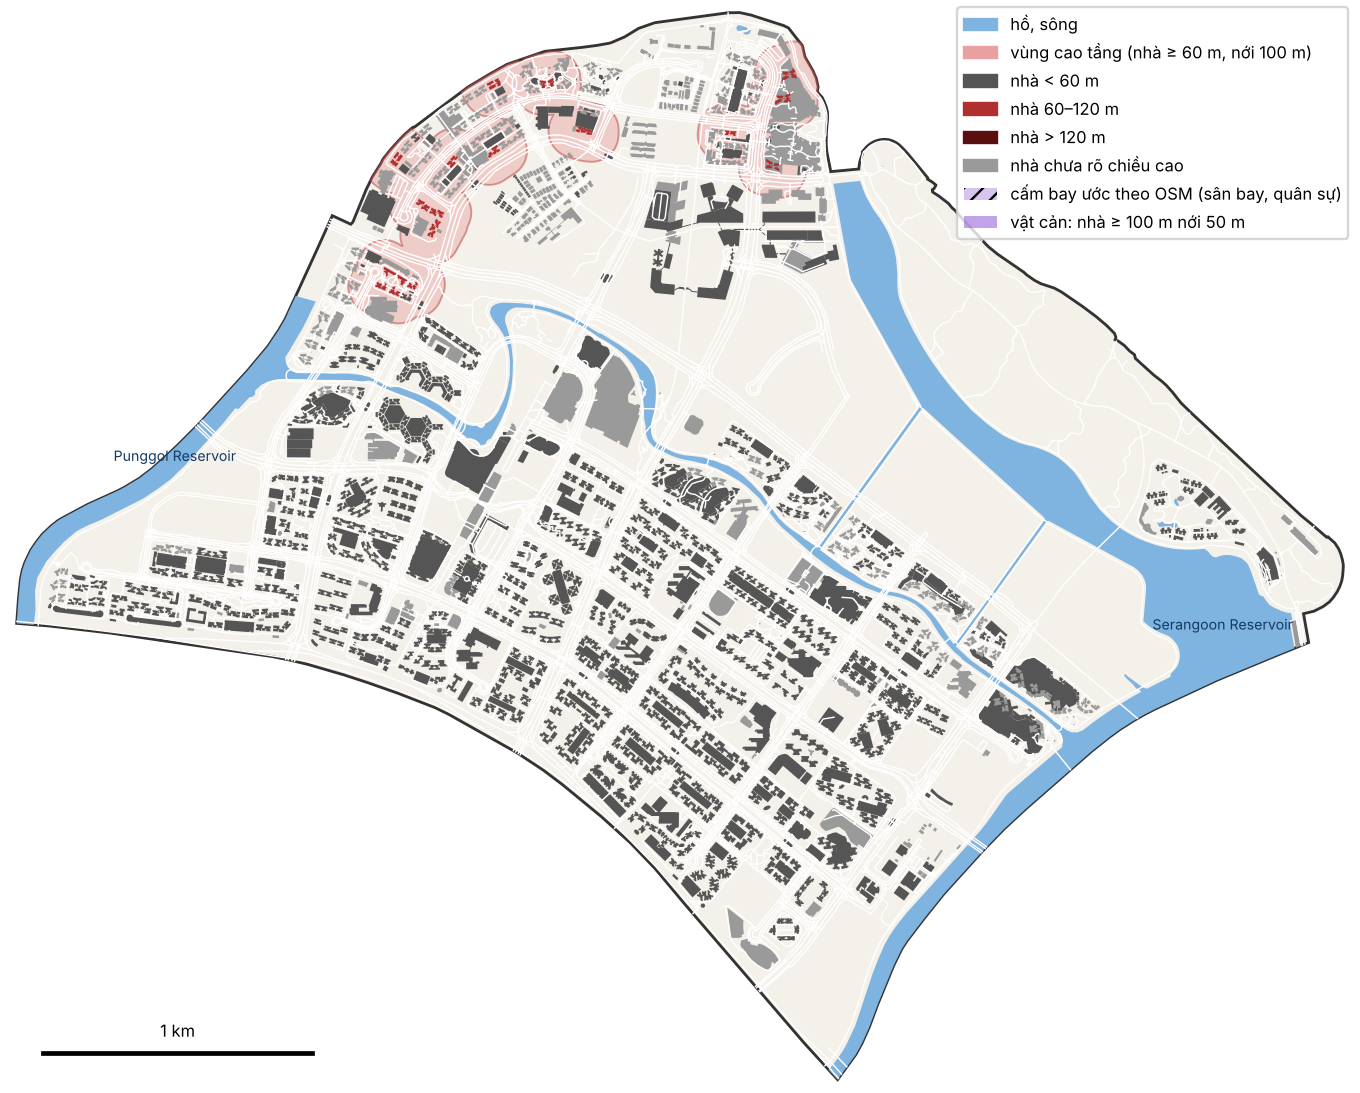 hồ, sông
vùng cao tầng (nhà ≥ 60 m, nới 100 m)
nhà < 60 m
nhà 60–120 m
nhà > 120 m
nhà chưa rõ chiều cao
cấm bay ước theo OSM (sân bay, quân sự)
vật cản: nhà ≥ 100 m nới 50 m
Punggol Reservoir
Serangoon Reservoir
1 km